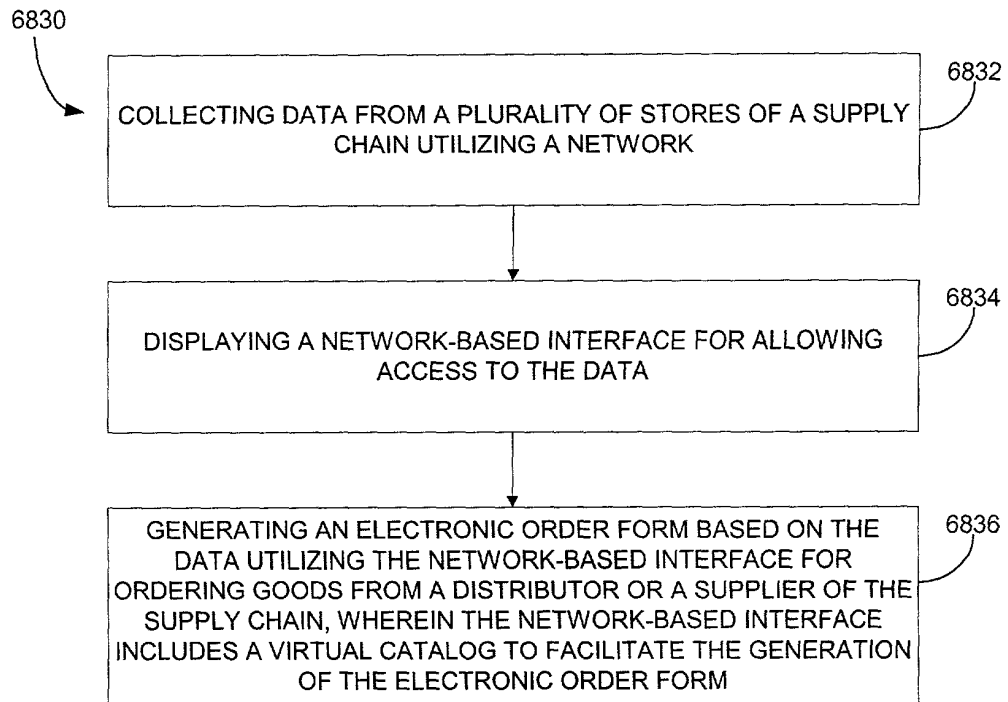 6830
6832
COLLECTING DATA FROM A PLURALITY OF STORES OF A SUPPLY
CHAIN UTILIZING A NETWORK
6834
DISPLAYING A NETWORK-BASED INTERFACE FOR ALLOWING
ACCESS TO THE DATA
6836
GENERATING AN ELECTRONIC ORDER FORM BASED ON THE
DATA UTILIZING THE NETWORK-BASED INTERFACE FOR
ORDERING GOODS FROM A DISTRIBUTOR OR A SUPPLIER OF THE
SUPPLY CHAIN, WHEREIN THE NETWORK-BASED INTERFACE
INCLUDES A VIRTUAL CATALOG TO FACILITATE THE GENERATION
OF THE ELECTRONIC ORDER FORM